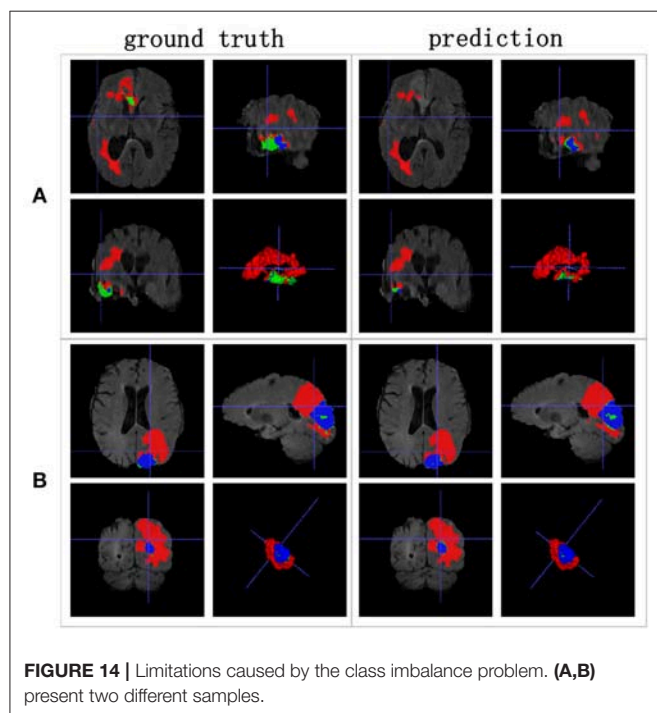 ground truth prediction
A
B
FIGURE 14 | Limitations caused by the class imbalance problem. (A,B)
present two different samples.